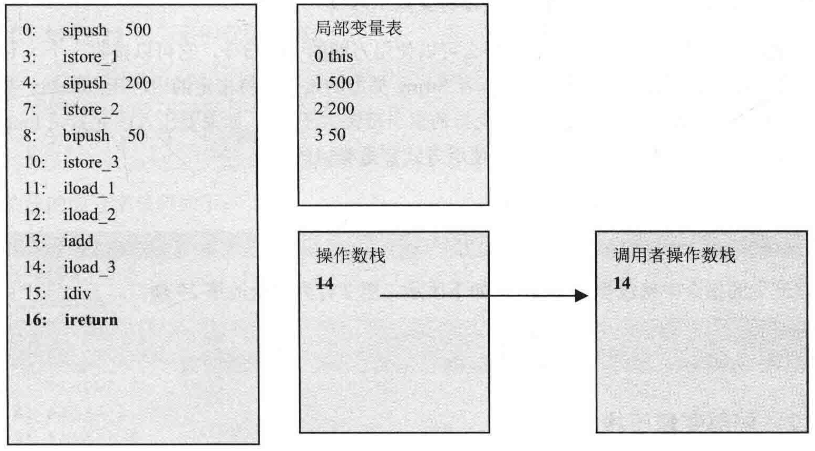 0: sipush 500
3: istore_1
4: sipush 200
7: istore_2
8: bipush 50
10: istore_3
11: iload_1
12: iload_2
13: iadd
14: iload_3
15: idiv
16: ireturn
局部变量表
0 this
1 500
2 200
3 50
操作数栈
14
调用者操作数栈
14